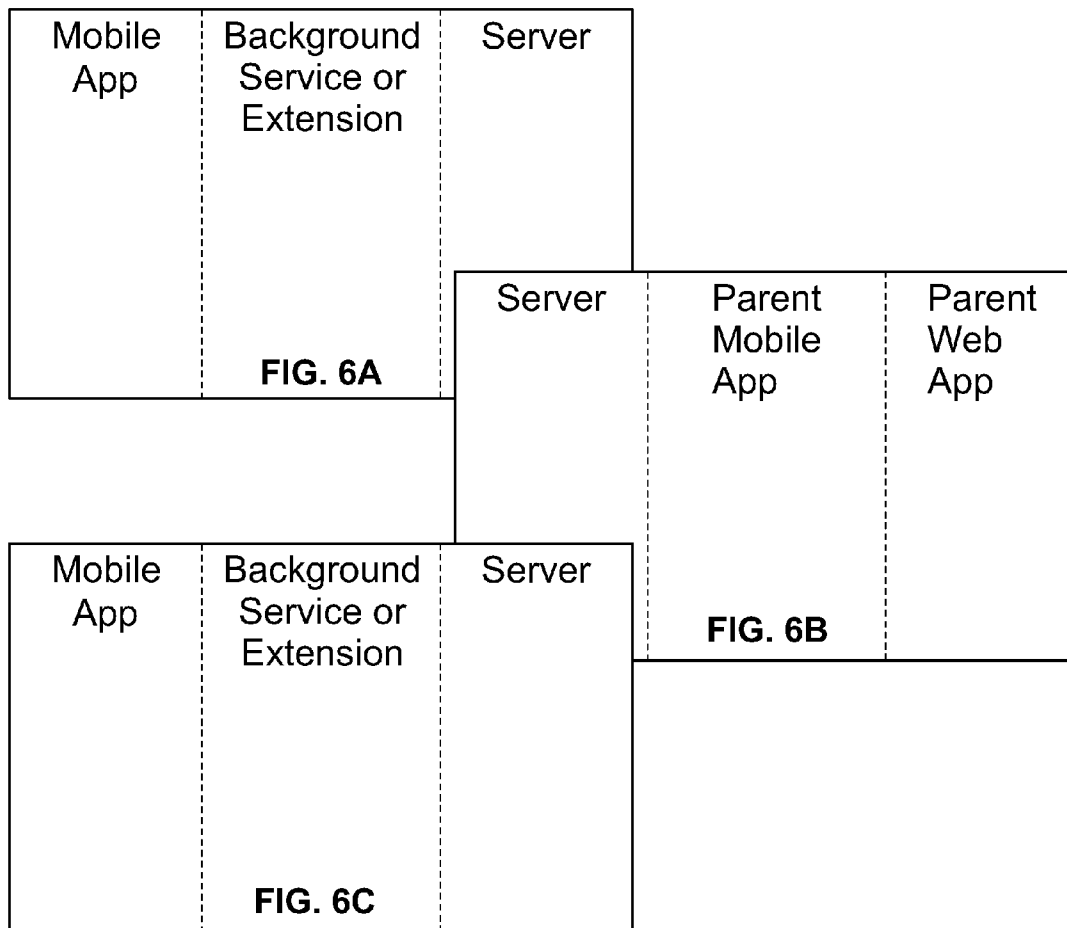 Mobile
App
Background
Service or
Extension
Server
FIG. 6A
Server
Parent
Mobile
App
Parent
Web
App
FIG. 6B
Mobile
App
Background
Service or
Extension
Server
FIG. 6C